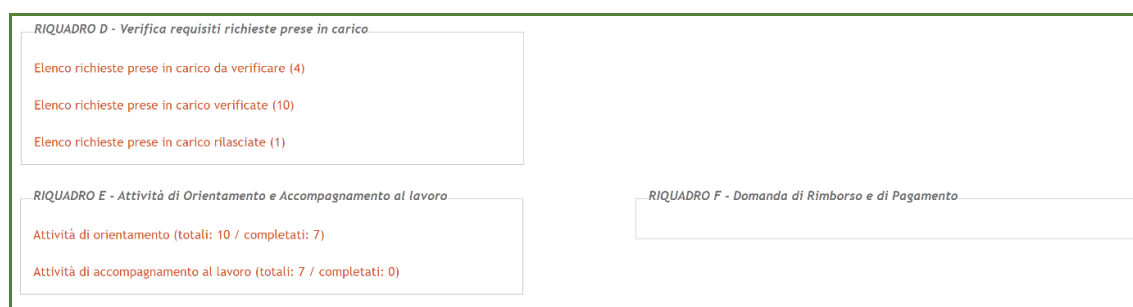 RIQUADRO D - Verifica requisiti richieste prese in carico
Elenco richieste prese in carico da verificare (4)
Elenco richieste prese in carico verificate (10)
Elenco richieste prese in carico rilasciate (1)
RIQUADRO E - Attività di Orientamento e Accompagnamento al lavoro
Attività di orientamento (totali: 10 / completati: 7)
Attività di accompagnamento al lavoro (totali: 7 / completati: 0)
RIQUADRO F - Domanda di Rimborso e di Pagamento